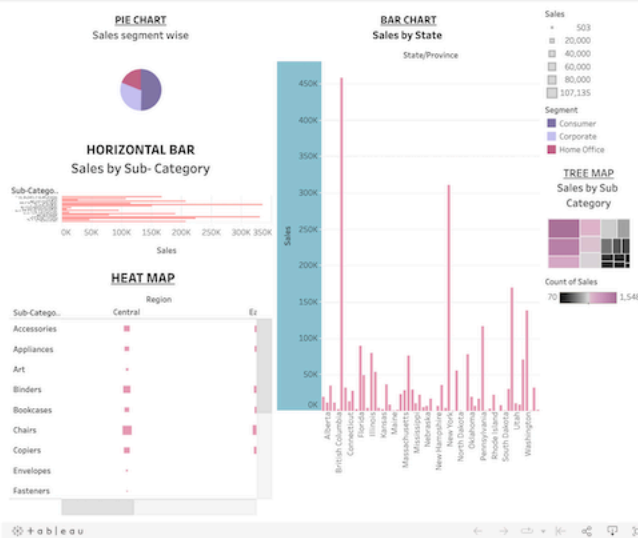 PIE CHART
Sales segment wise
HORIZONTAL BAR
Sales by Sub- Category
Sub-Catego..
0K 50K 100K 150K 200K 250K 300K 350K
Sales
HEAT MAP
Region
Sub-Catego.. Central Ea
Accessories
Appliances
Art
Binders
Bookcases
Chairs
Copiers
Envelopes
Fasteners
BAR CHART
Sales by State
State/Province
Sales
450K
400K
350K
300K
250K
200K
150K
100K
50K
0K
Alberta
British Columbia
Connecticut
Florida
Illinois
Kansas
Maine
Massachusetts
Mississippi
Nebraska
New Hampshire
New York
North Dakota
Oklahoma
Pennsylvania
Rhode Island
South Dakota
Utah
Washington
Sales
503
20,000
40,000
60,000
80,000
107,135
Segment
Consumer
Corporate
Home Office
TREE MAP
Sales by Sub
Category
Count of Sales
70 1,54
+ableau